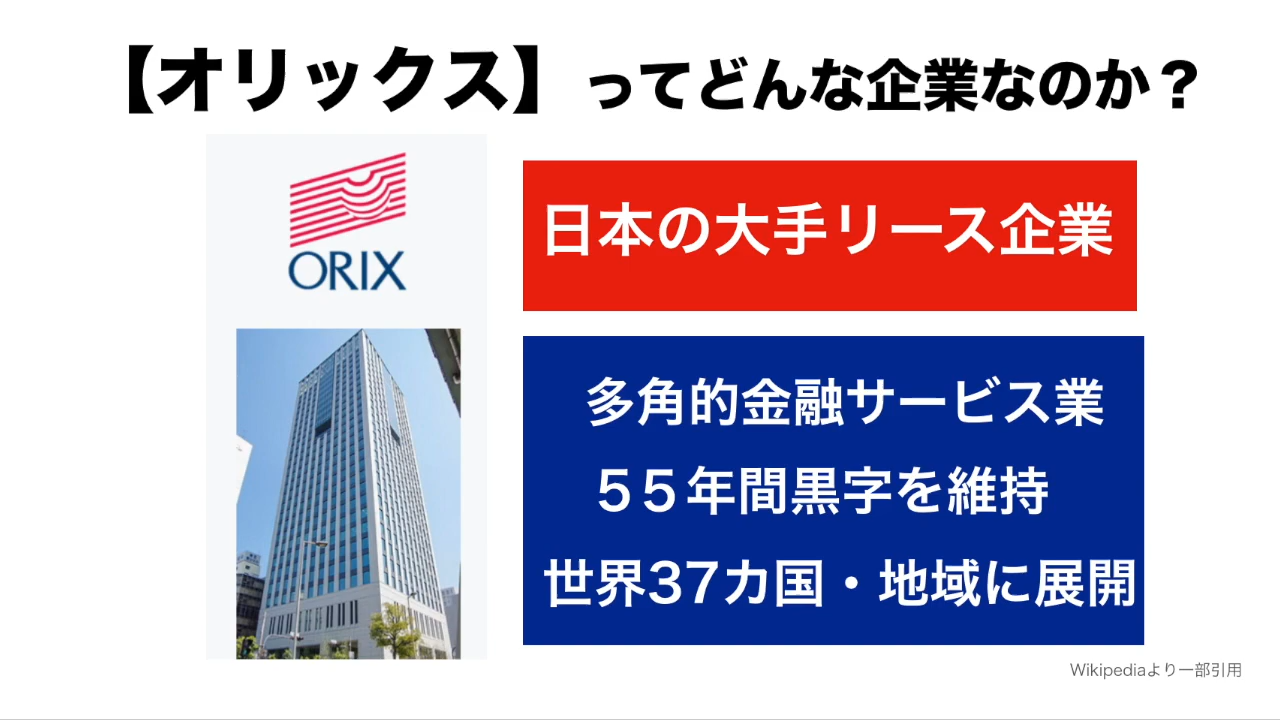 【オリックス】ってどんな企業なのか？
ORIX
日本の大手リース企業
多角的金融サービス業
５５年間黒字を維持
世界37カ国・地域に展開
Wikipediaより一部引用